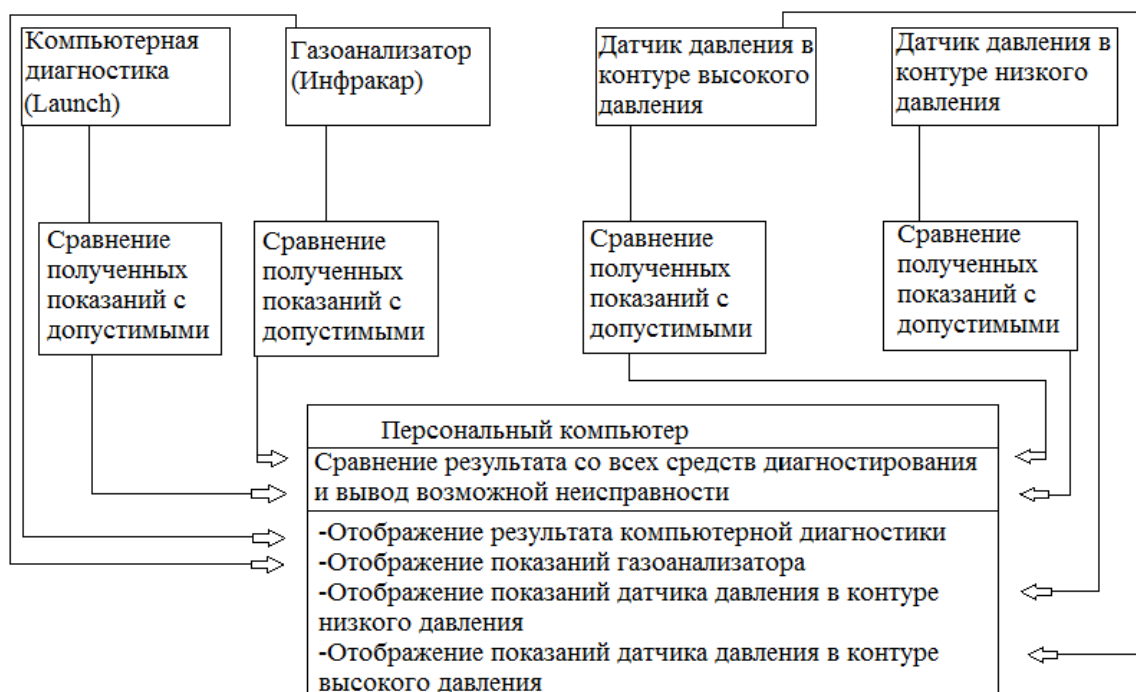 Компьютерная
диагностика
(Launch)
Газоанализатор
(Инфракар)
Датчик давления в
контуре высокого
давления
Датчик давления в
контуре низкого
давления
Сравнение
полученных
показаний с
допустимыми
Сравнение
полученных
показаний с
допустимыми
Сравнение
полученных
показаний с
допустимыми
Сравнение
полученных
показаний с
допустимыми
Персональный компьютер
Сравнение результата со всех средств диагностирования
и вывод возможной неисправности
-Отображение результата компьютерной диагностики
-Отображение показаний газоанализатора
-Отображение показаний датчика давления в контуре
низкого давления
-Отображение показаний датчика давления в контуре
высокого давления